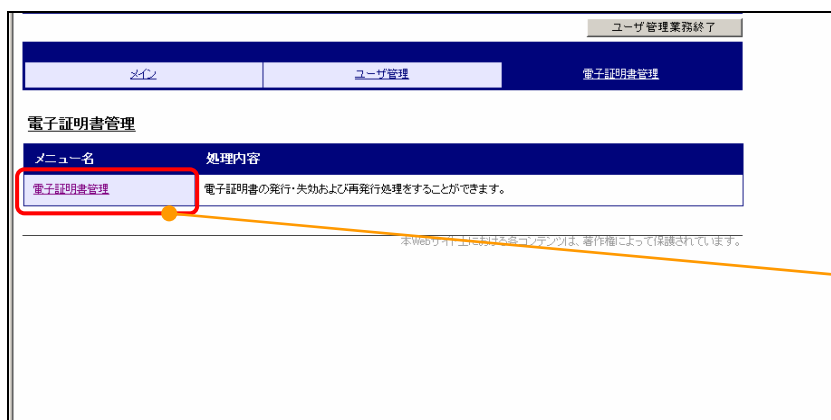 ユーザ管理業務終了
メイン ユーザ管理 電子証明書管理
電子証明書管理
メニュー名 処理内容
電子証明書管理 電子証明書の発行・失効および再発行処理をすることができます。
本Webサイト上における各コンテンツは、著作権によって保護されています。